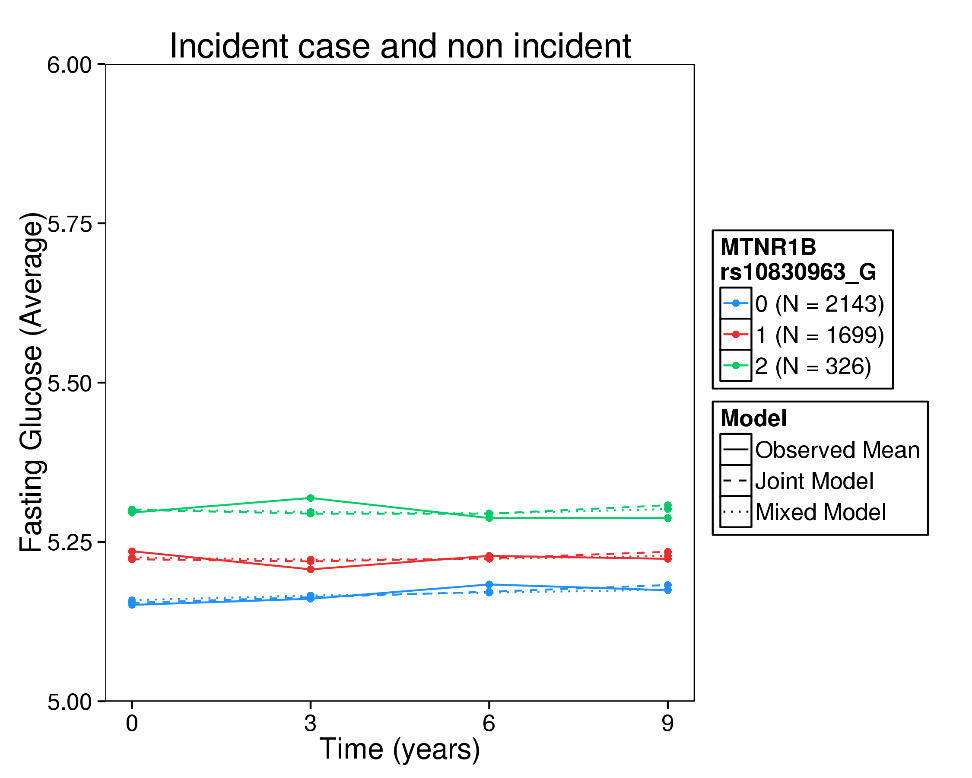 Incident case and non incident
Fasting Glucose (Average)
6.00
5.75
5.50
5.25
5.00
0 3 6 9
Time (years)
MTNR1B
rs10830963_G
0 (N = 2143)
1 (N = 1699)
2 (N = 326)
Model
Observed Mean
Joint Model
Mixed Model